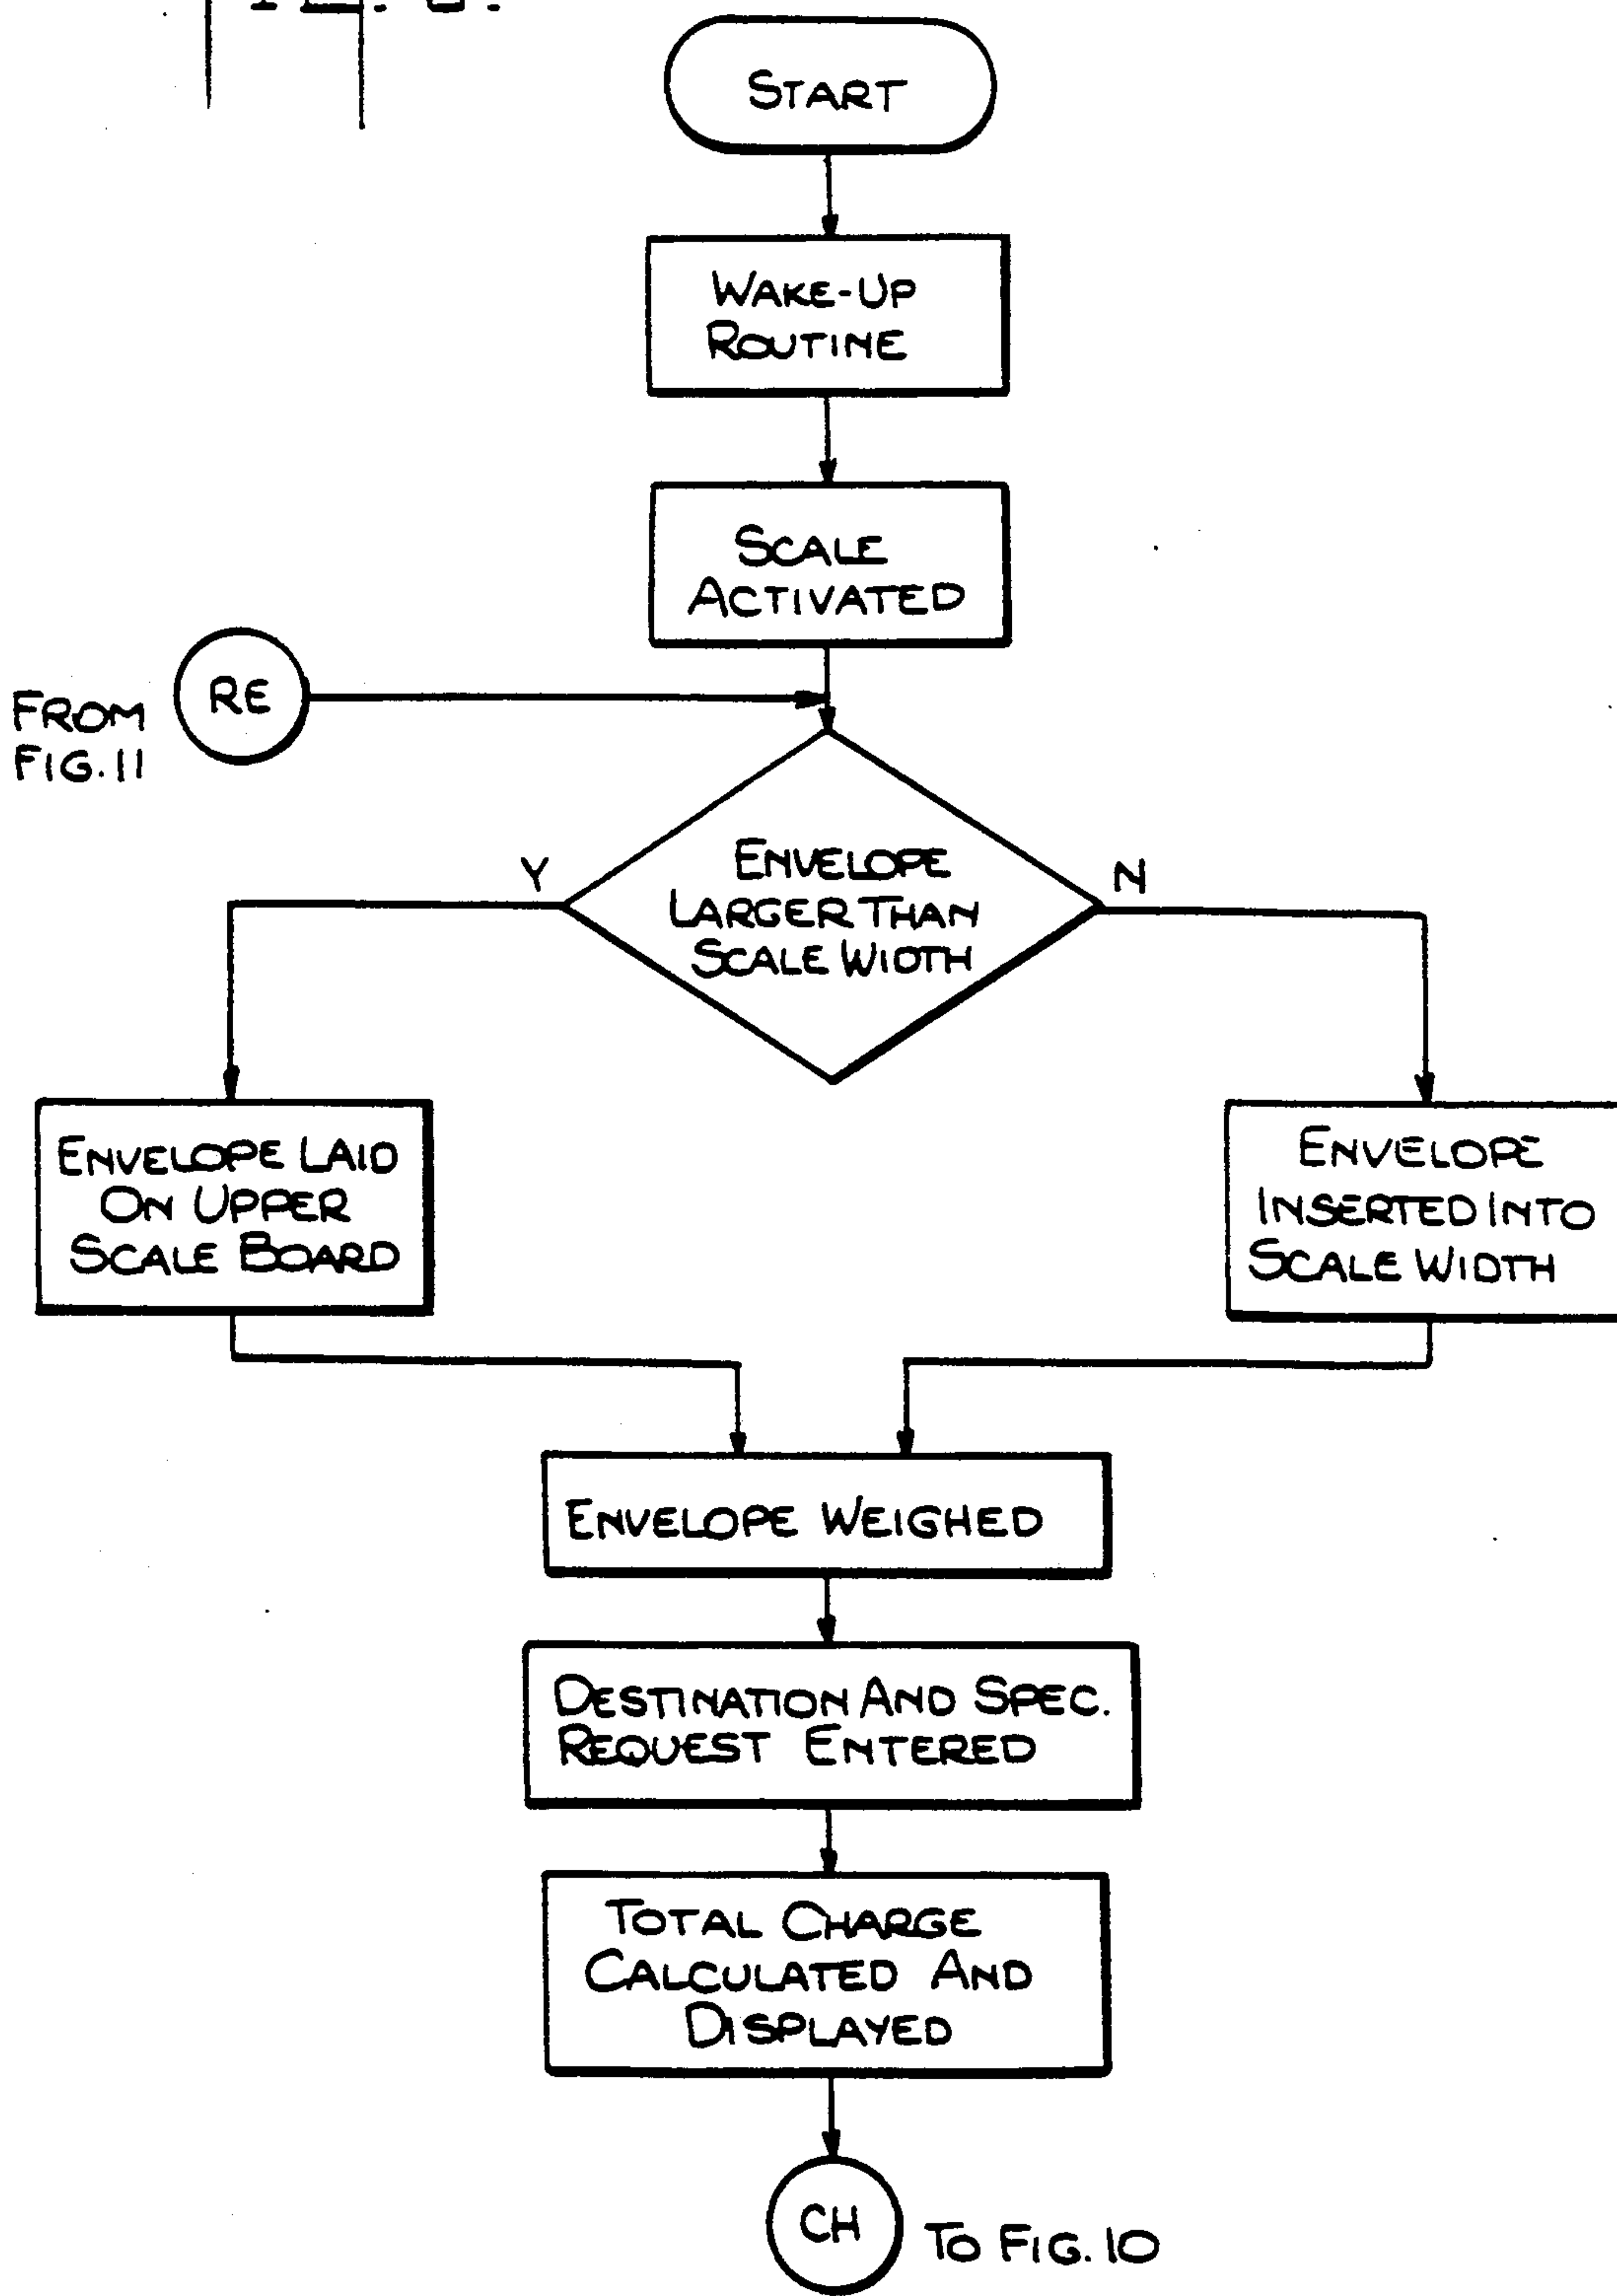 START
WAKE-UP
ROUTINE
SCALE
ACTIVATED
RE
FROM
FIG. 11
ENVELOPE
LARGER THAN
SCALE WIDTH
Y
N
ENVELOPE LAID
ON UPPER
SCALE BOARD
ENVELOPE
INSERTED INTO
SCALE WIDTH
ENVELOPE WEIGHED
DESTINATION AND SPEC.
REQUEST ENTERED
TOTAL CHARGE
CALCULATED AND
DISPLAYED
CH
TO FIG. 10